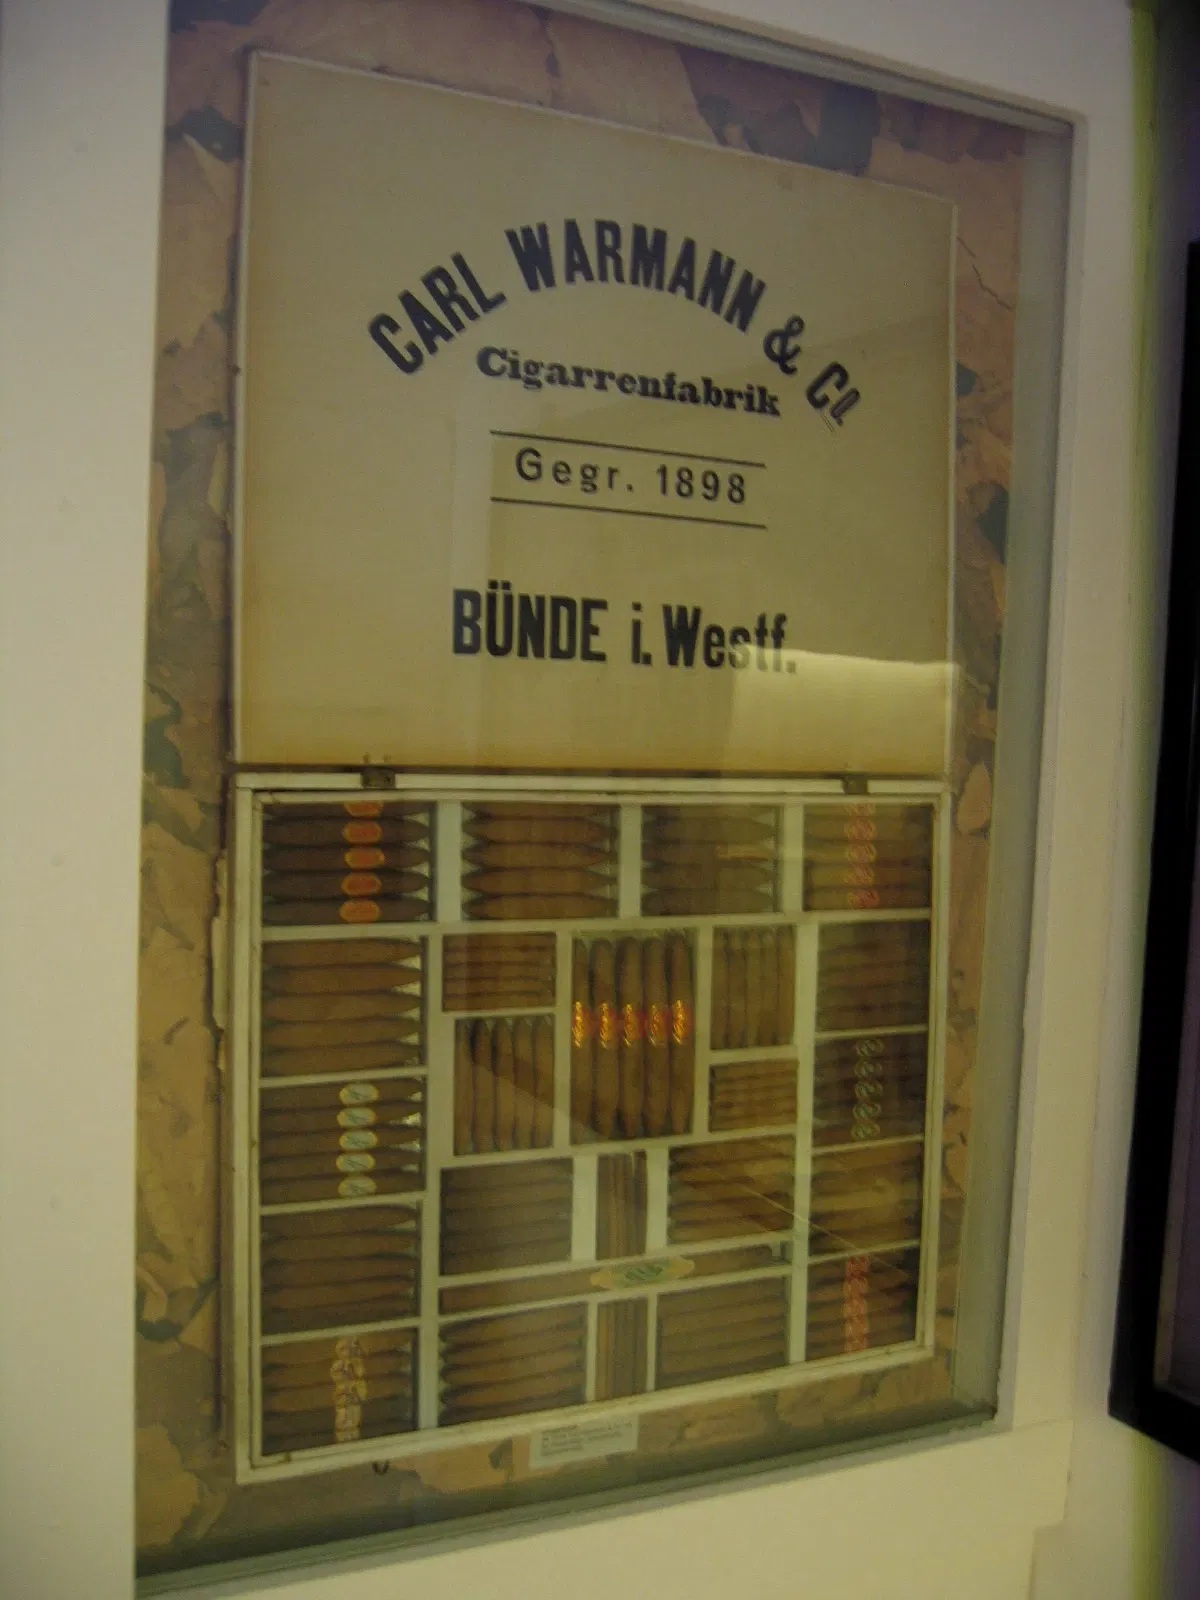 CARL WARMANN & Co.
Cigarrenfabrik
Gegr. 1898
BÜNDE i. Westf.